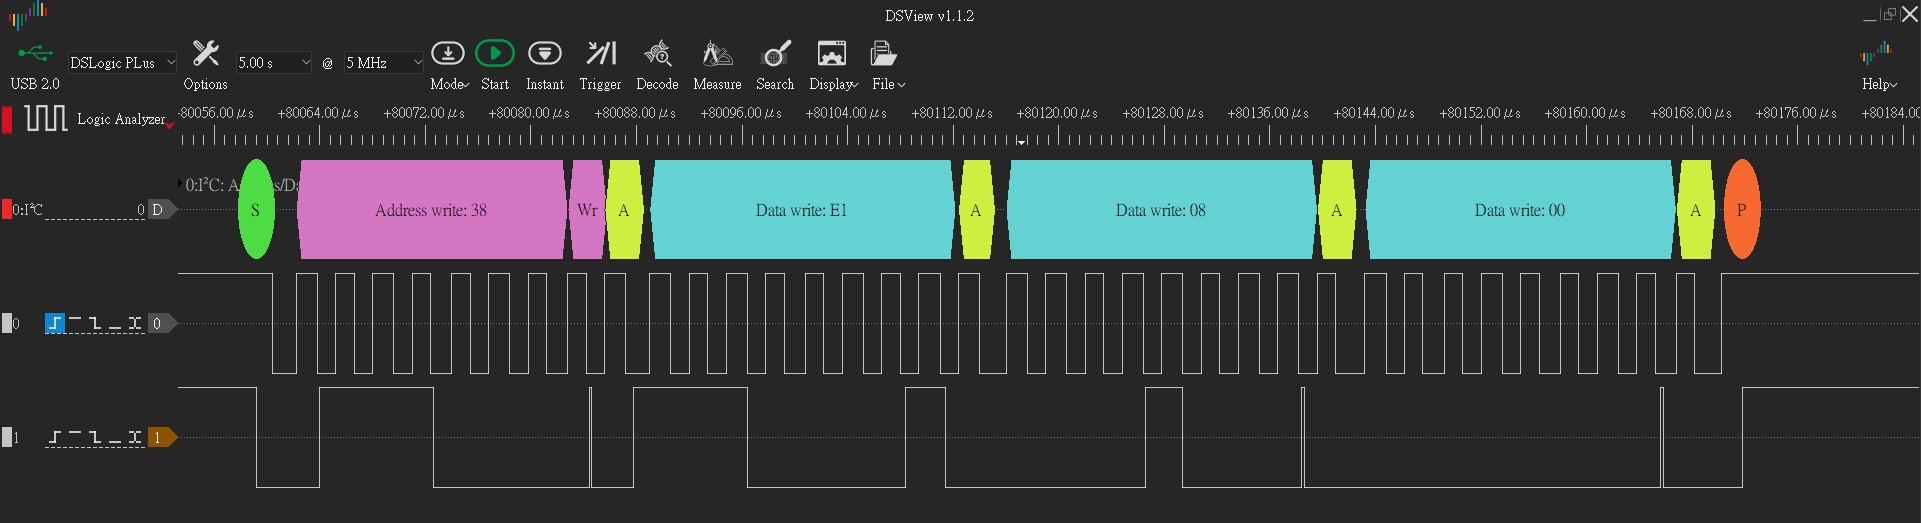 DSView v1.1.2
USB 2.0
DSLogic PLus
Options
5.00 s
@
5 MHz
Mode
Start
Instant
Trigger
Decode
Measure
Search
Display
File
Help
Logic Analyzer
80056.00 μs +80064.00 μs +80072.00 μs +80080.00 μs +80088.00 μs +80096.00 μs +80104.00 μs +80112.00 μs +80120.00 μs +80128.00 μs +80136.00 μs +80144.00 μs +80152.00 μs +80160.00 μs +80168.00 μs +80176.00 μs +80184.00
0:I²C: A s/Da
0:I²C 0 D
S Address write: 38 Wr A Data write: E1 A Data write: 08 A Data write: 00 A P
0 0
1 1